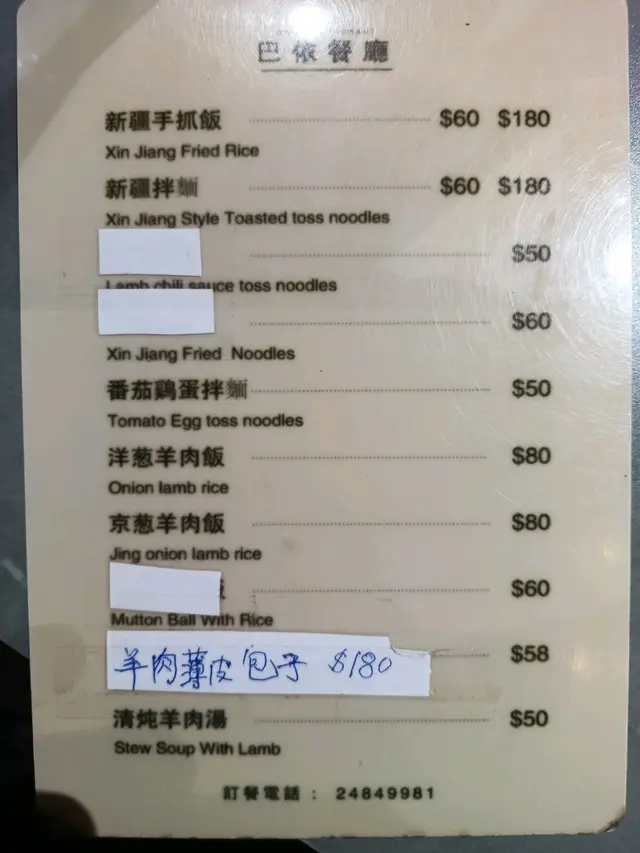 巴依餐廳
新疆手抓飯 $60 $180
Xin Jiang Fried Rice
新疆拌麵 $60 $180
Xin Jiang Style Toasted toss noodles
$50
Lamb chili sauce toss noodles
$60
Xin Jiang Fried Noodles
番茄鷄蛋拌麵 $50
Tomato Egg toss noodles
洋葱羊肉飯 $80
Onion lamb rice
京葱羊肉飯 $80
Jing onion lamb rice
$60
Mutton Ball With Rice
羊肉薄皮包子 $180 $58
清炖羊肉湯 $50
Stew Soup With Lamb
訂餐電話： 24849981